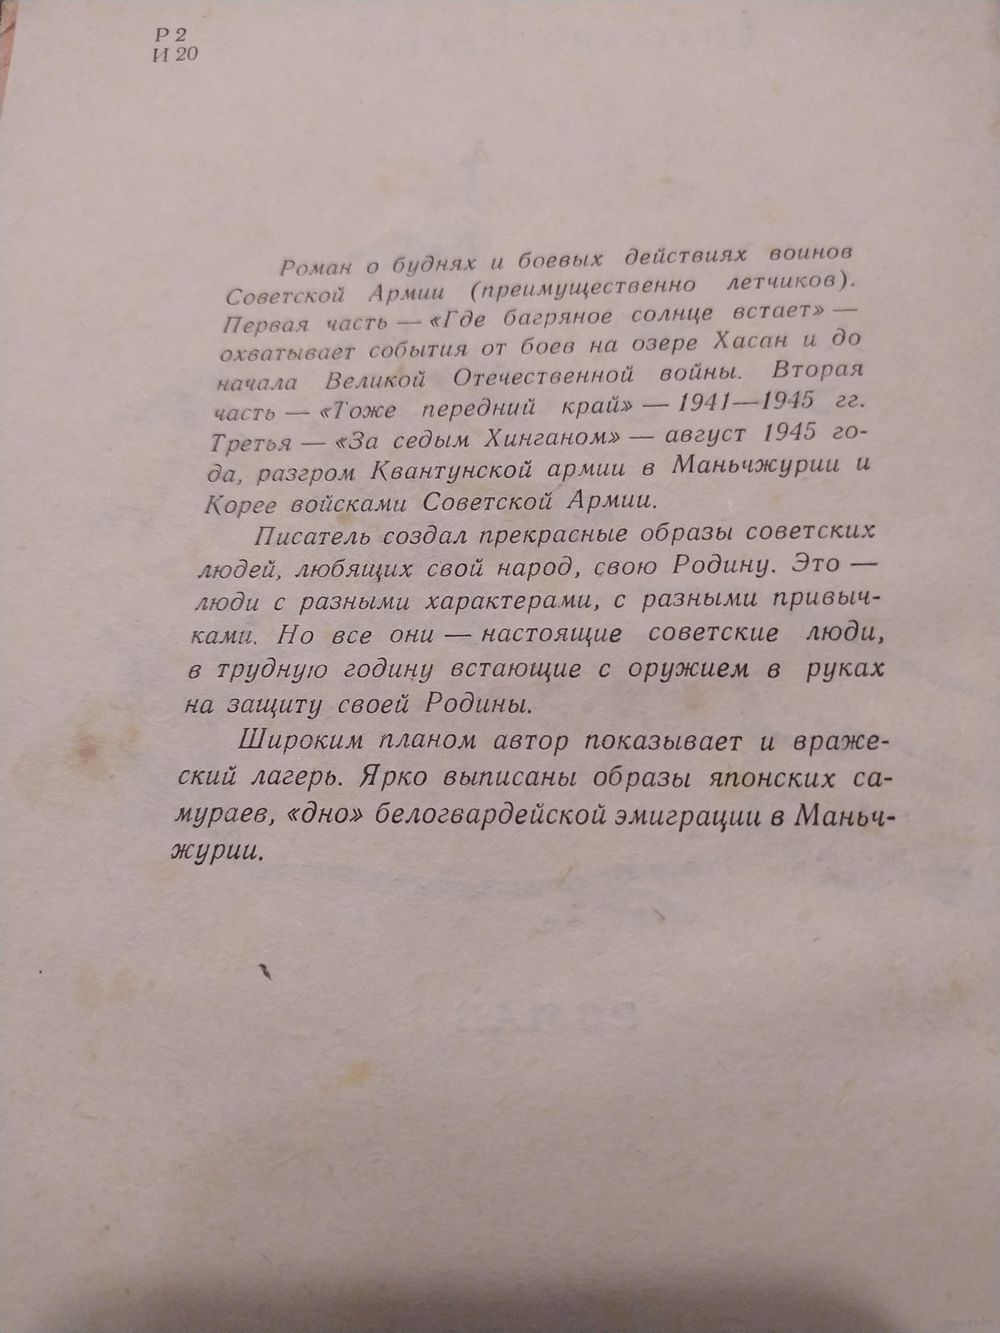 Р 2
И 20
Роман о буднях и боевых действиях воинов
Советской Армии (преимущественно летчиков).
Первая часть — «Где багряное солнце встает» —
охватывает события от боев на озере Хасан и до
начала Великой Отечественной войны. Вторая
часть — «Тоже передний край» — 1941—1945 гг.
Третья — «За седым Хинганом» — август 1945 го-
да, разгром Квантунской армии в Маньчжурии и
Корее войсками Советской Армии.
Писатель создал прекрасные образы советских
людей, любящих свой народ, свою Родину. Это —
люди с разными характерами, с разными привыч-
ками. Но все они — настоящие советские люди,
в трудную годину встающие с оружием в руках
на защиту своей Родины.
Широким планом автор показывает и враже-
ский лагерь. Ярко выписаны образы японских са-
мураев, «дно» белогвардейской эмиграции в Маньч-
журии.